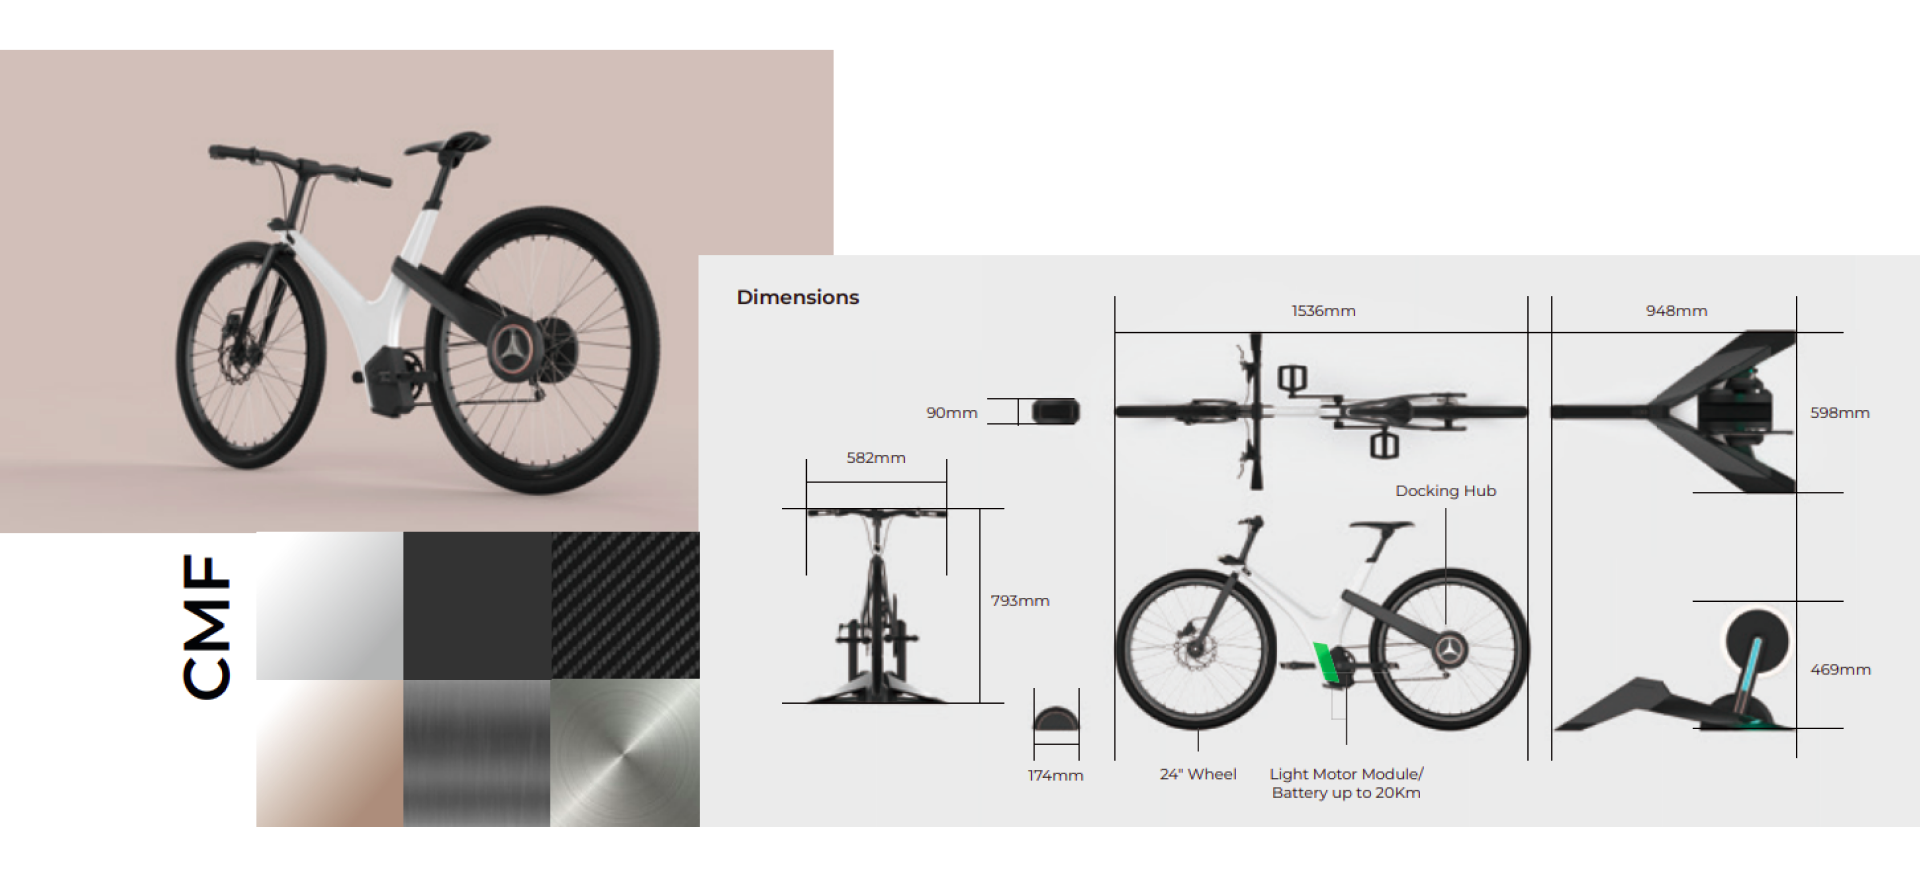 Dimensions
1536mm
948mm
90mm
598mm
582mm
Docking Hub
793mm
469mm
CMF
174mm
24" Wheel
Light Motor Module/
Battery up to 20Km